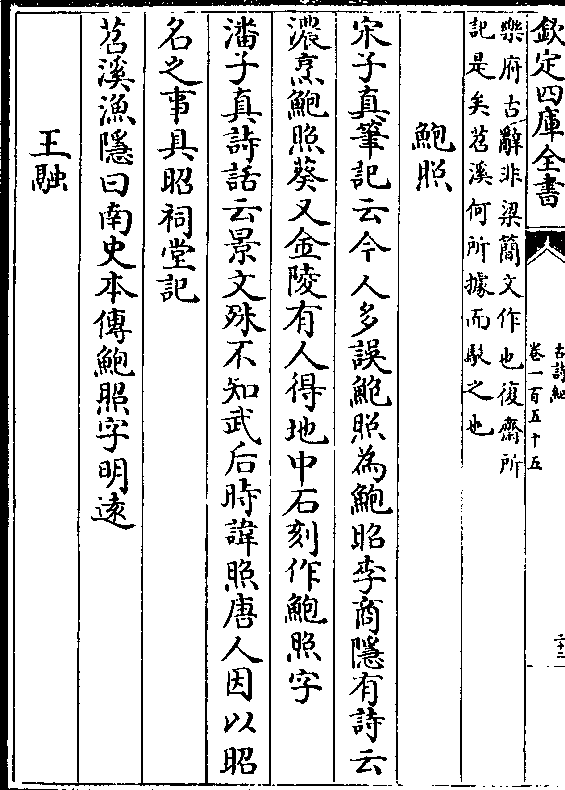 欽定四庫全書
古詩紀
卷一百五十五
二十三
樂府古辭非梁簡文作也復齋所
記是矣苕溪何所據而駁之也
鮑照
宋子真筆記云今人多誤鮑照為鮑昭李商隱有詩云
濃烹鮑照葵又金陵有人得地中石刻作鮑照字
潘子真詩話云景文殊不知武后時諱照唐人因以昭
名之事具昭祠堂記
苕溪漁隱曰南史本傳鮑照字明遠
王融